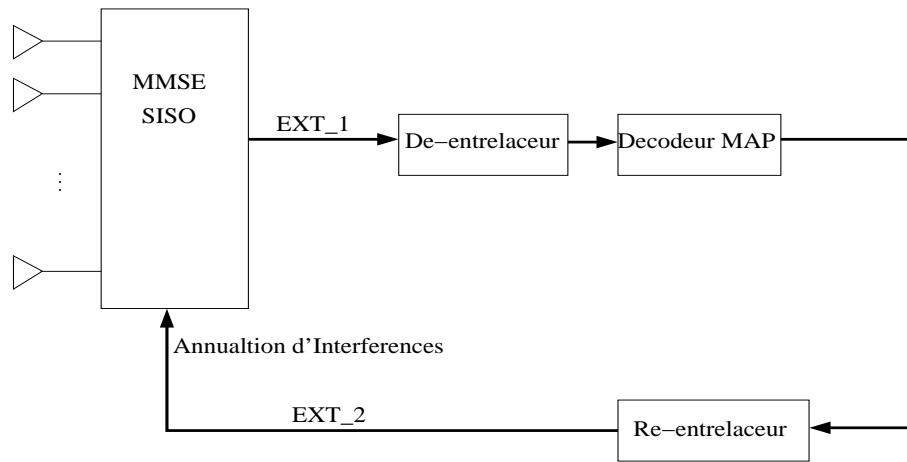 MMSE
SISO
EXT_1
De−entrelaceur
Decodeur MAP
Annualtion d'Interferences
EXT_2
Re−entrelaceur